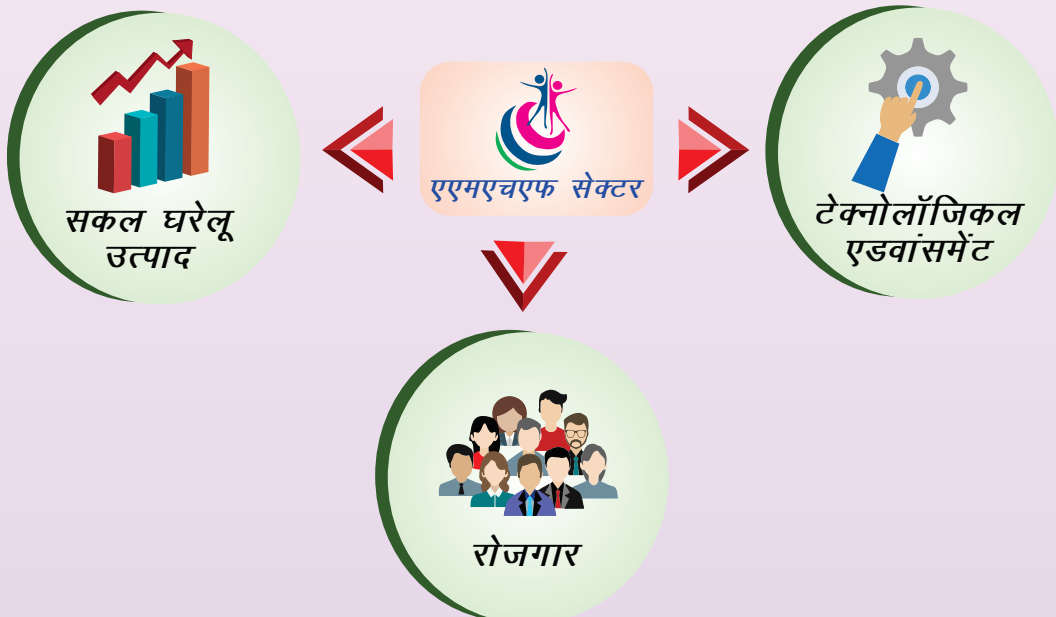 एएमएचएफ सेक्टर
सकल घरेलू
उत्पाद
टेक्नोलॉजिकल
एडवांसमेंट
रोजगार